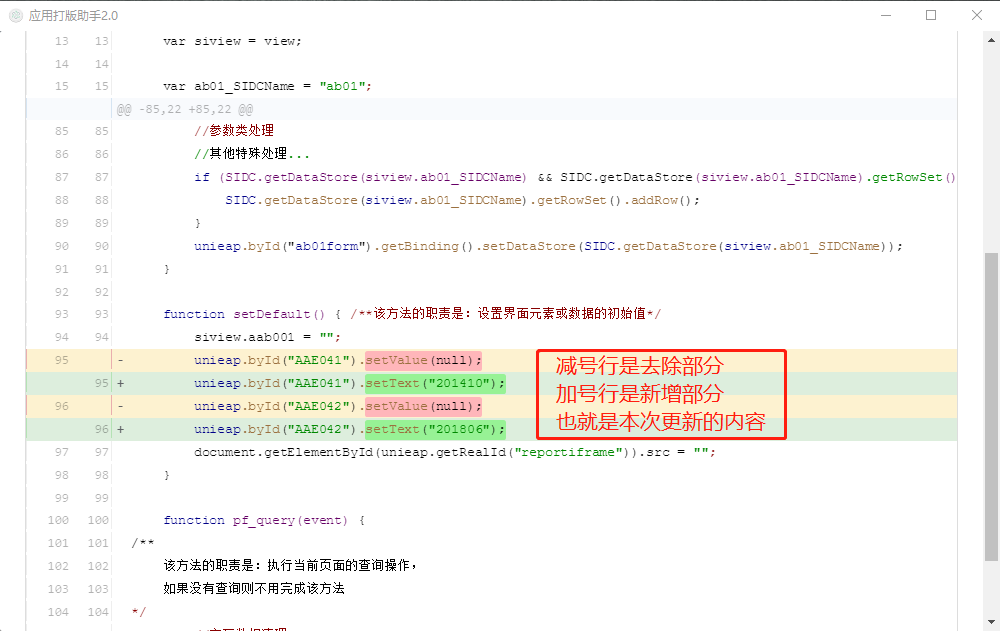 应用打版助手2.0
13 13 var siview = view;
14 14
15 15 var ab01_SIDCName = "ab01";
@@ -85,22 +85,22 @@
85 85 //参数类处理
86 86 //其他特殊处理...
87 87 if (SIDC.getDataStore(siview.ab01_SIDCName) && SIDC.getDataStore(siview.ab01_SIDCName).getRowSet()
88 88 SIDC.getDataStore(siview.ab01_SIDCName).getRowSet().addRow();
89 89 }
90 90 unieap.byId("ab01form").getBinding().setDataStore(SIDC.getDataStore(siview.ab01_SIDCName));
91 91 }
92 92
93 93 function setDefault() { /**该方法的职责是：设置界面元素或数据的初始值*/
94 94 siview.aab001 = "";
95 - unieap.byId("AAE041").setValue(null);
95 + unieap.byId("AAE041").setText("201410");
96 - unieap.byId("AAE042").setValue(null);
96 + unieap.byId("AAE042").setText("201806");
减号行是去除部分
加号行是新增部分
也就是本次更新的内容
97 97 document.getElementById(unieap.getRealId("reportiframe")).src = "";
98 98 }
99 99
100 100 function pf_query(event) {
101 101 /**
102 102 该方法的职责是：执行当前页面的查询操作，
103 103 如果没有查询则不用完成该方法
104 104 */